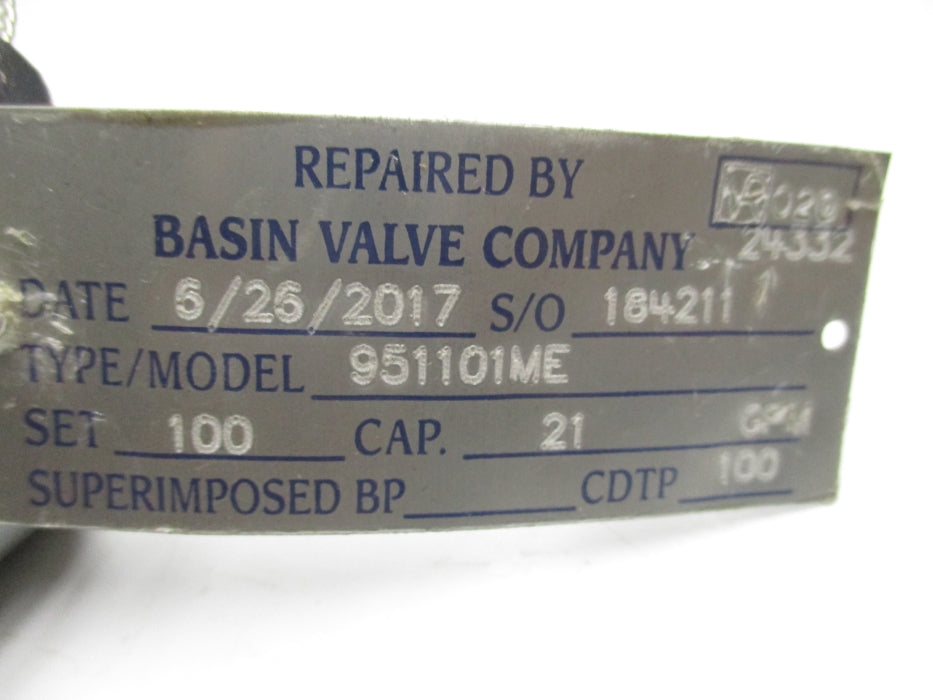 REPAIRED BY
028
BASIN VALVE COMPANY 24332
DATE 6/26/2017 S/O 184211
TYPE/MODEL 951101ME
SET 100 CAP. 21 GPM
SUPERIMPOSED BP CDTP 100